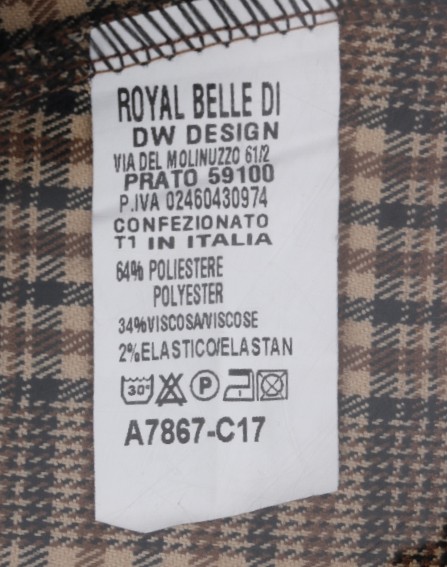 ROYAL BELLE DI
DW DESIGN
VIA DEL MOLINUZZO 61/2
PRATO 59100
P.IVA 02460430974
CONFEZIONATO
T1 IN ITALIA
64% POLIESTERE
POLYESTER
34%VISCOSA/VISCOSE
2%ELASTICO/ELASTAN
30° P
A7867-C17